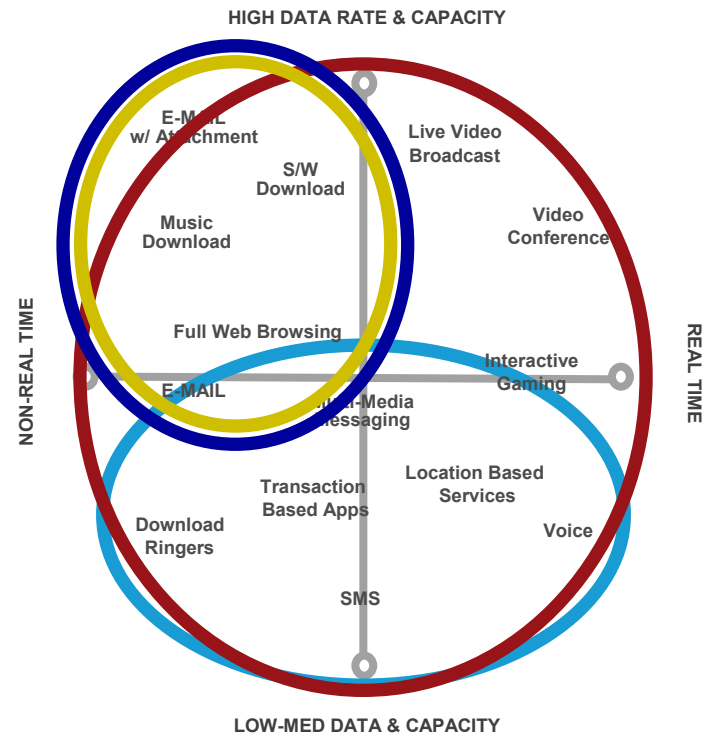 HIGH DATA RATE & CAPACITY
E-MAIL
w/ Attachment
Live Video
Broadcast
S/W
Download
Music
Download
Video
Conference
NON-REAL TIME
REAL TIME
Full Web Browsing
Interactive
Gaming
E-MAIL
Multi-Media
Messaging
Location Based
Services
Transaction
Based Apps
Download
Ringers
Voice
SMS
LOW-MED DATA & CAPACITY